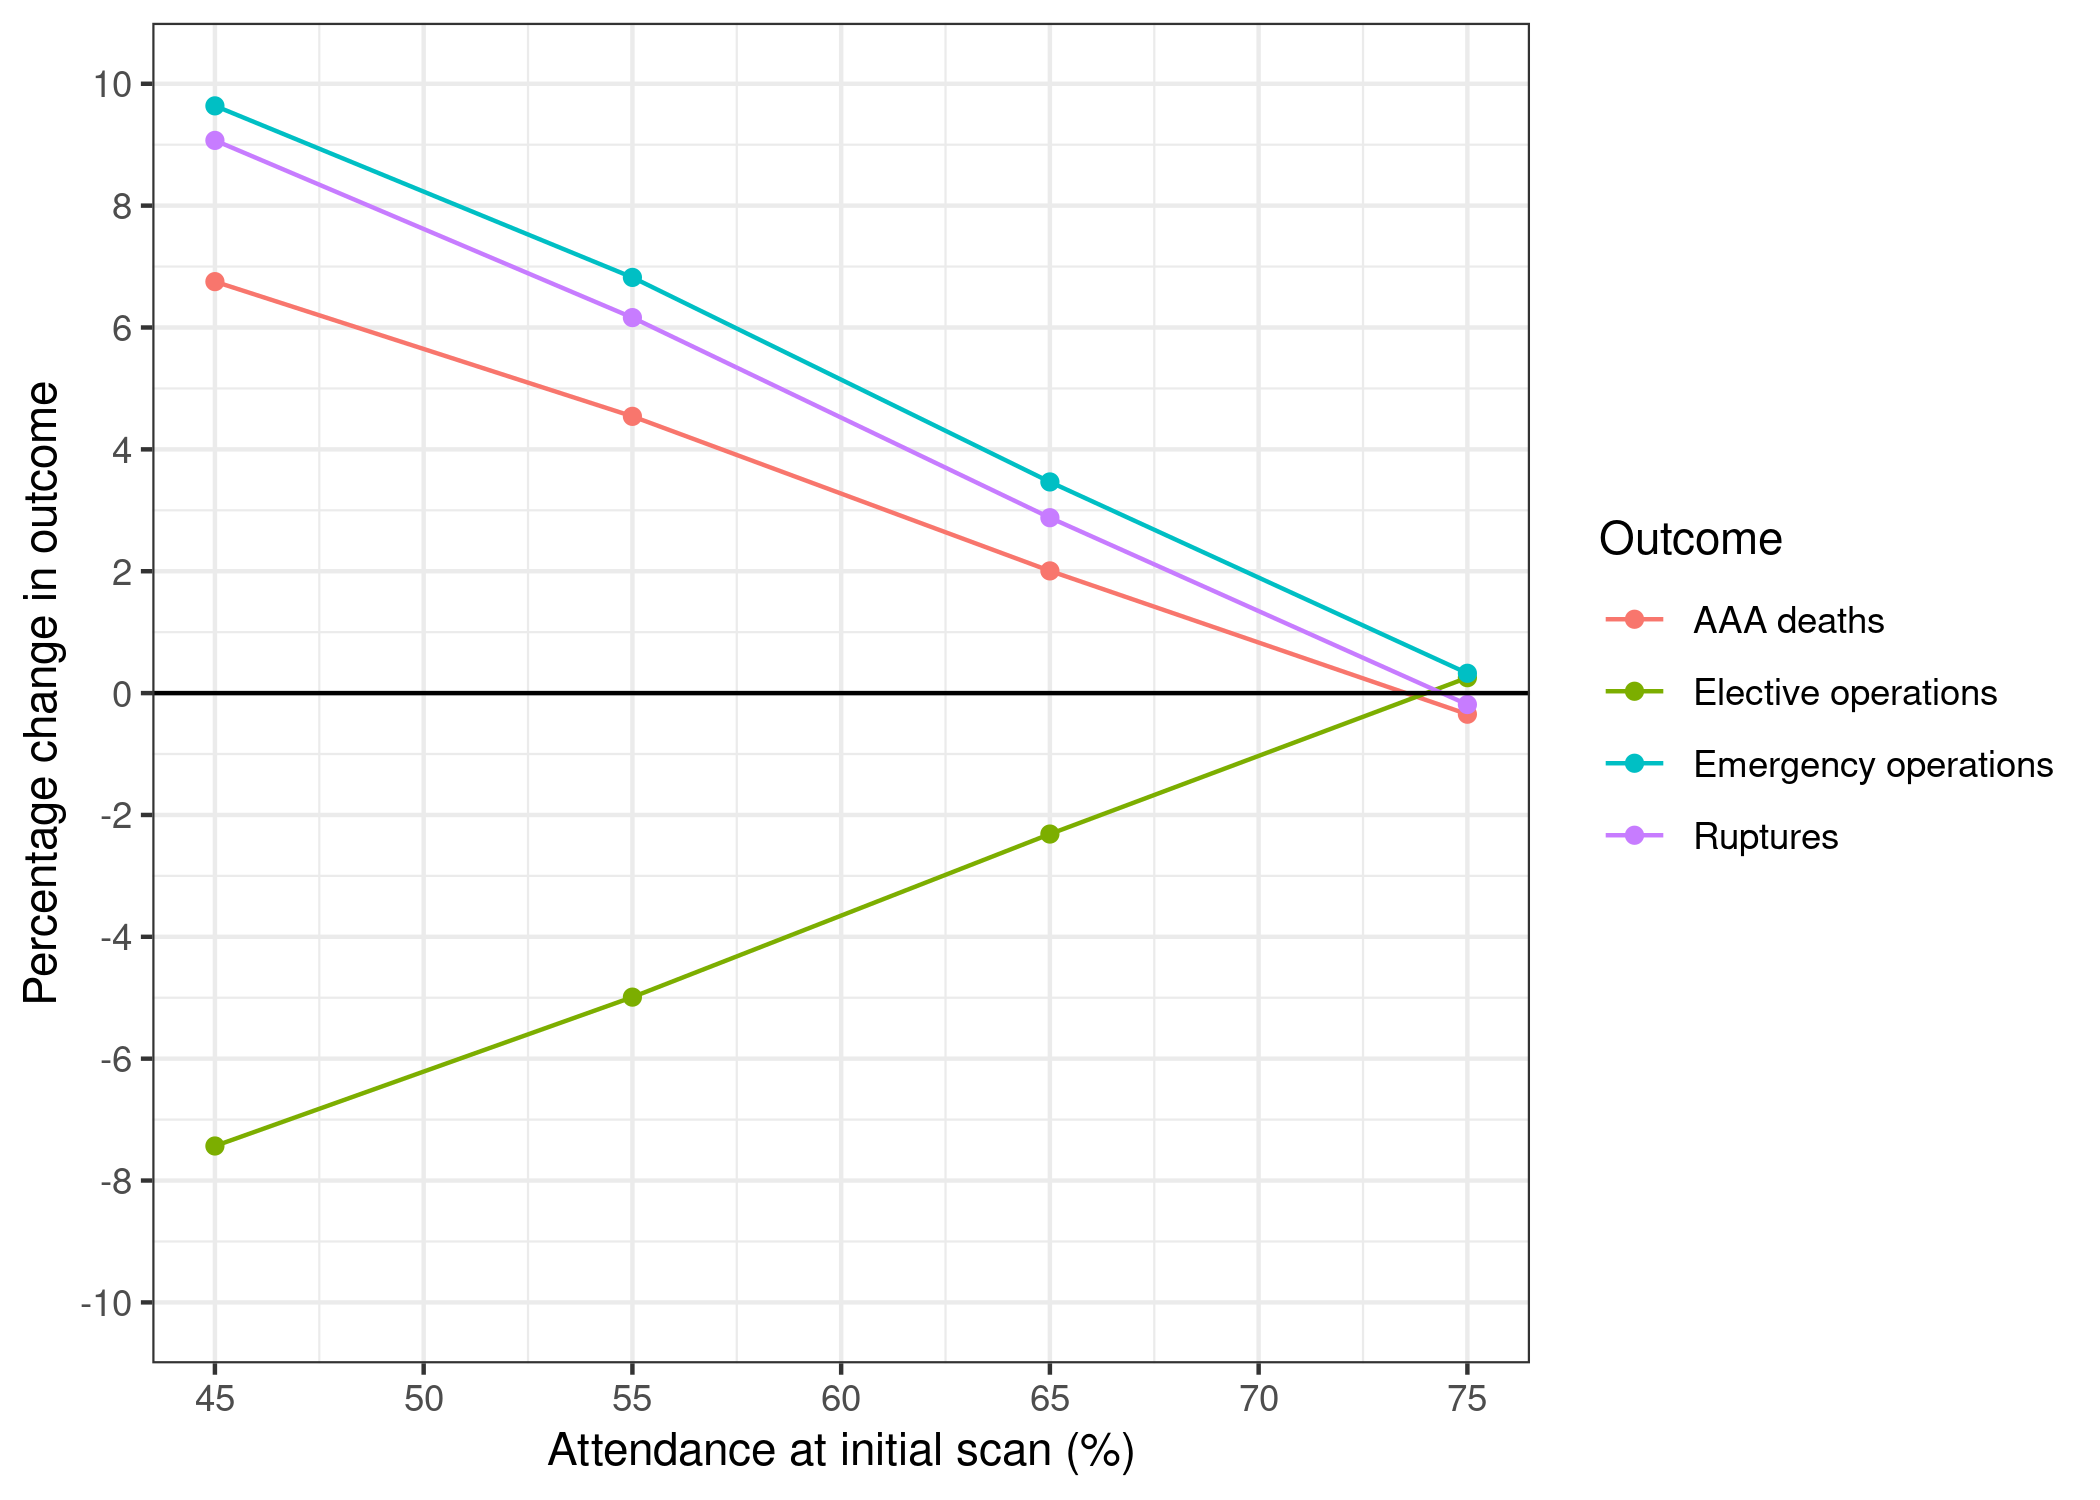 Percentage change in outcome
10
8
6
4
2
0
-2
-4
-6
-8
-10
45 50 55 60 65 70 75
Attendance at initial scan (%)
Outcome
AAA deaths
Elective operations
Emergency operations
Ruptures